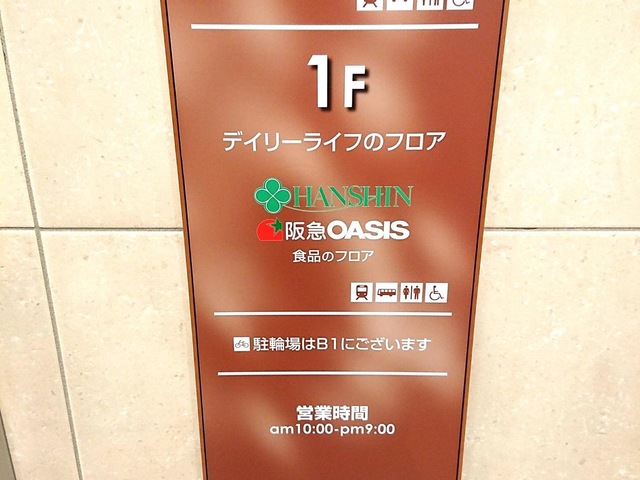 1F
デイリーライフのフロア
HANSHIN
阪急OASIS
食品のフロア
駐輪場はB1にございます
営業時間
am10:00-pm9:00